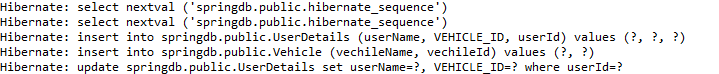 Hibernate: select nextval ('springdb.public.hibernate_sequence')
Hibernate: select nextval ('springdb.public.hibernate_sequence')
Hibernate: insert into springdb.public.UserDetails (userName, VEHICLE_ID, userId) values (?, ?, ?)
Hibernate: insert into springdb.public.Vehicle (vechileName, vechileId) values (?, ?)
Hibernate: update springdb.public.UserDetails set userName=?, VEHICLE_ID=? where userId=?